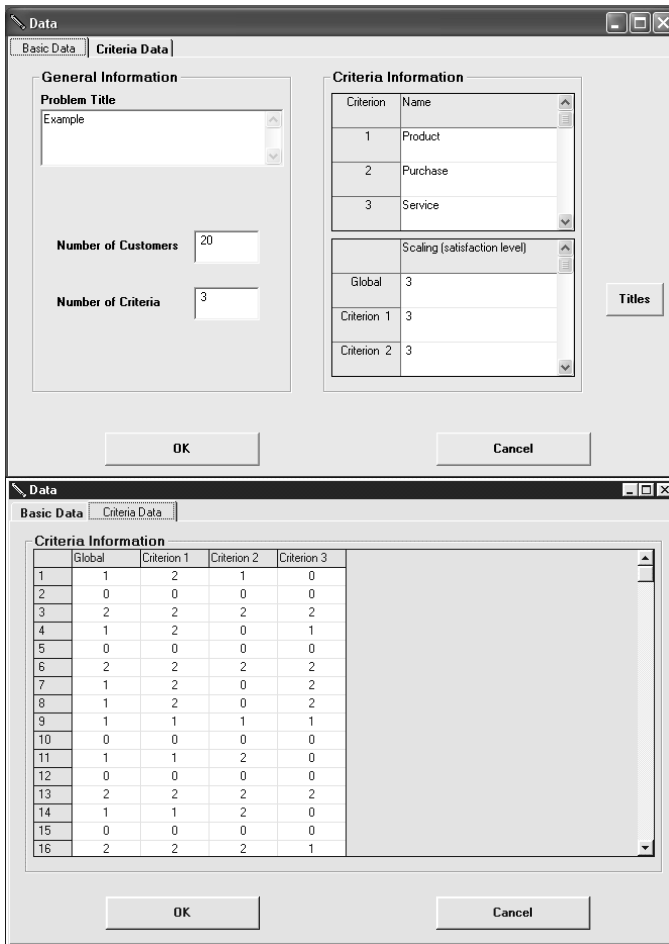 Data
Basic Data Criteria Data
General Information
Problem Title
Example
Number of Customers 20
Number of Criteria 3
Criteria Information
Criterion Name
1 Product
2 Purchase
3 Service
Scaling (satisfaction level)
Global 3
Criterion 1 3
Criterion 2 3
Titles
OK Cancel
Data
Basic Data Criteria Data
Criteria Information
Global Criterion 1 Criterion 2 Criterion 3
1 1 2 1 0
2 0 0 0 0
3 2 2 2 2
4 1 2 0 1
5 0 0 0 0
6 2 2 2 2
7 1 2 0 2
8 1 2 0 2
9 1 1 1 1
10 0 0 0 0
11 1 1 2 0
12 0 0 0 0
13 2 2 2 2
14 1 1 2 0
15 0 0 0 0
16 2 2 2 1
OK Cancel